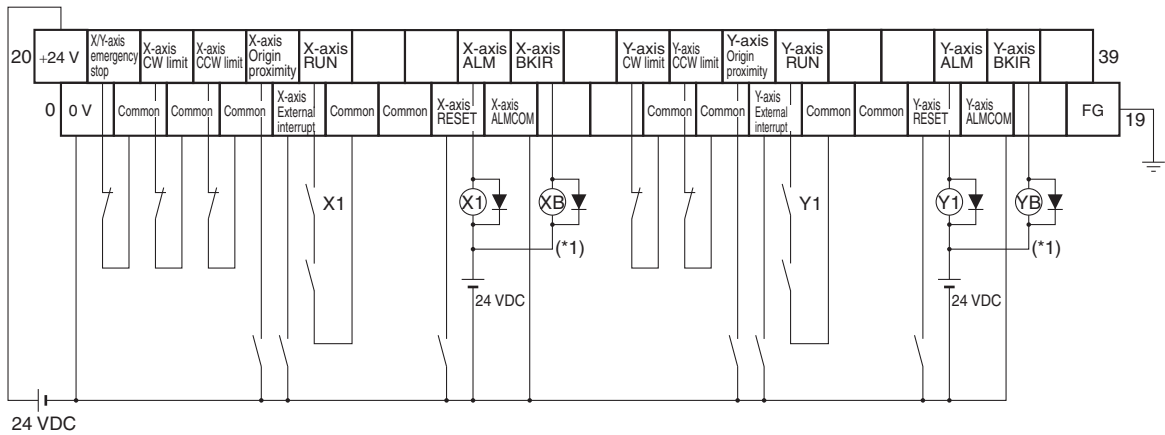 20
+24 V
X/Y-axis
emergency
stop
X-axis
CW limit
X-axis
CCW limit
X-axis
Origin
proximity
X-axis
RUN
X-axis
ALM
X-axis
BKIR
Y-axis
CW limit
Y-axis
CCW limit
Y-axis
Origin
proximity
Y-axis
RUN
Y-axis
ALM
Y-axis
BKIR
39
0
0 V
Common
Common
Common
X-axis
External
interrupt
Common
Common
X-axis
RESET
X-axis
ALMCOM
Common
Common
Y-axis
External
interrupt
Common
Common
Y-axis
RESET
Y-axis
ALMCOM
FG
19
X1
X1
XB
(*1)
24 VDC
Y1
Y1
YB
(*1)
24 VDC
24 VDC